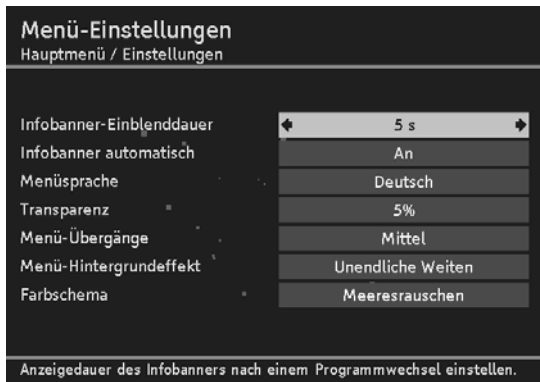 Menü-Einstellungen
Hauptmenü / Einstellungen
Infobanner-Einblenddauer 5 s
Infobanner automatisch An
Menüsprache Deutsch
Transparenz 5%
Menü-Übergänge Mittel
Menü-Hintergrundeffekt Unendliche Weiten
Farbschema Meeresrauschen
Anzeigedauer des Infobanners nach einem Programmwechsel einstellen.